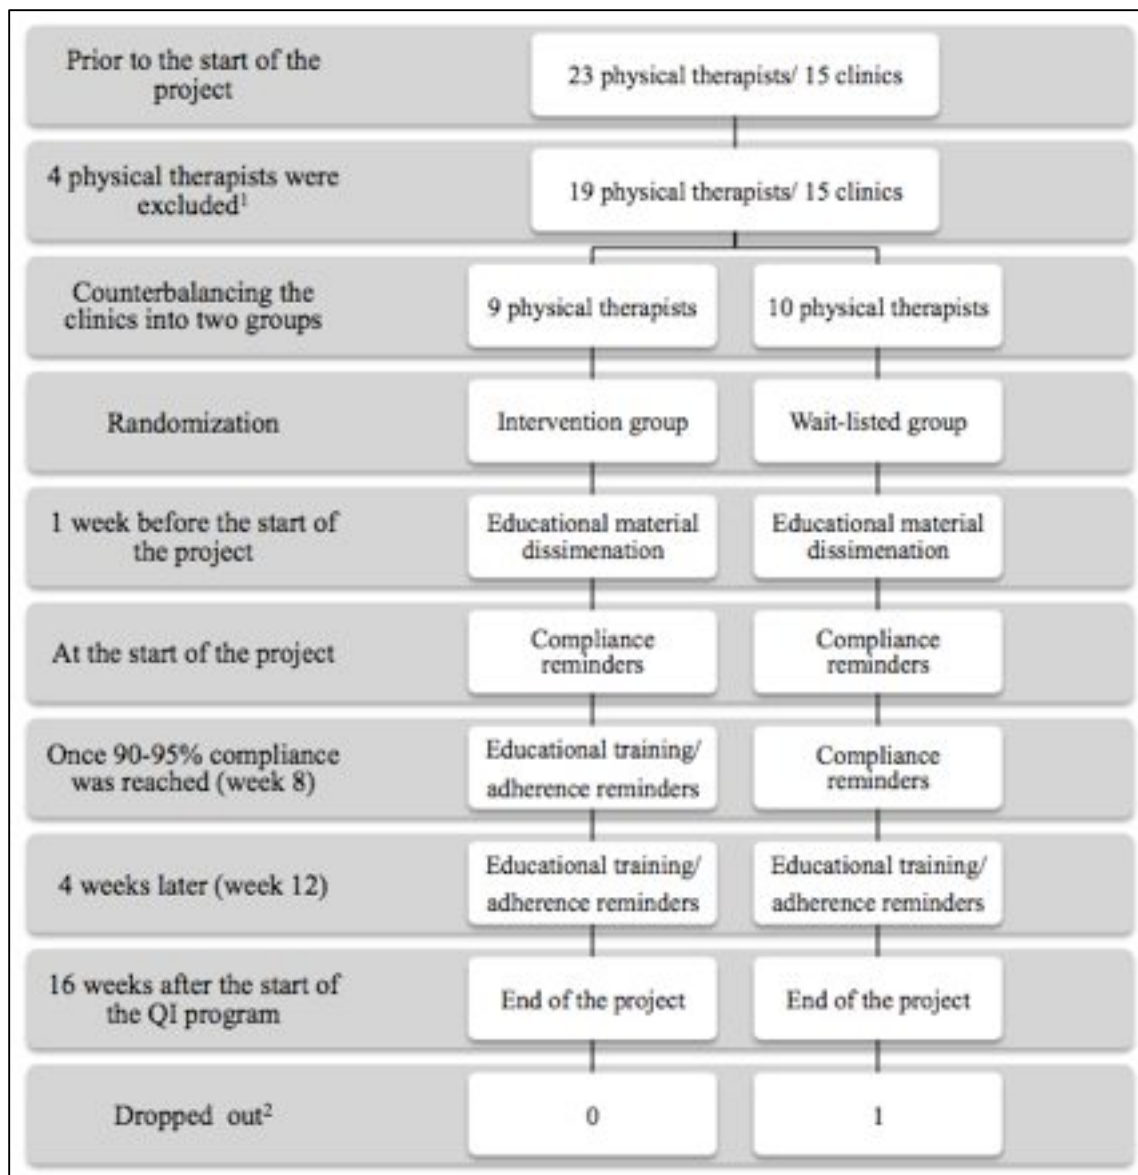 Prior to the start of the
project
23 physical therapists/ 15 clinics
4 physical therapists were
excluded¹
19 physical therapists/ 15 clinics
Counterbalancing the
clinics into two groups
9 physical therapists
10 physical therapists
Randomization
Intervention group
Wait-listed group
1 week before the start of
the project
Educational material
dissimenation
Educational material
dissimenation
At the start of the project
Compliance
reminders
Compliance
reminders
Once 90-95% compliance
was reached (week 8)
Educational training/
adherence reminders
Compliance
reminders
4 weeks later (week 12)
Educational training/
adherence reminders
Educational training/
adherence reminders
16 weeks after the start of
the QI program
End of the project
End of the project
Dropped out²
0
1